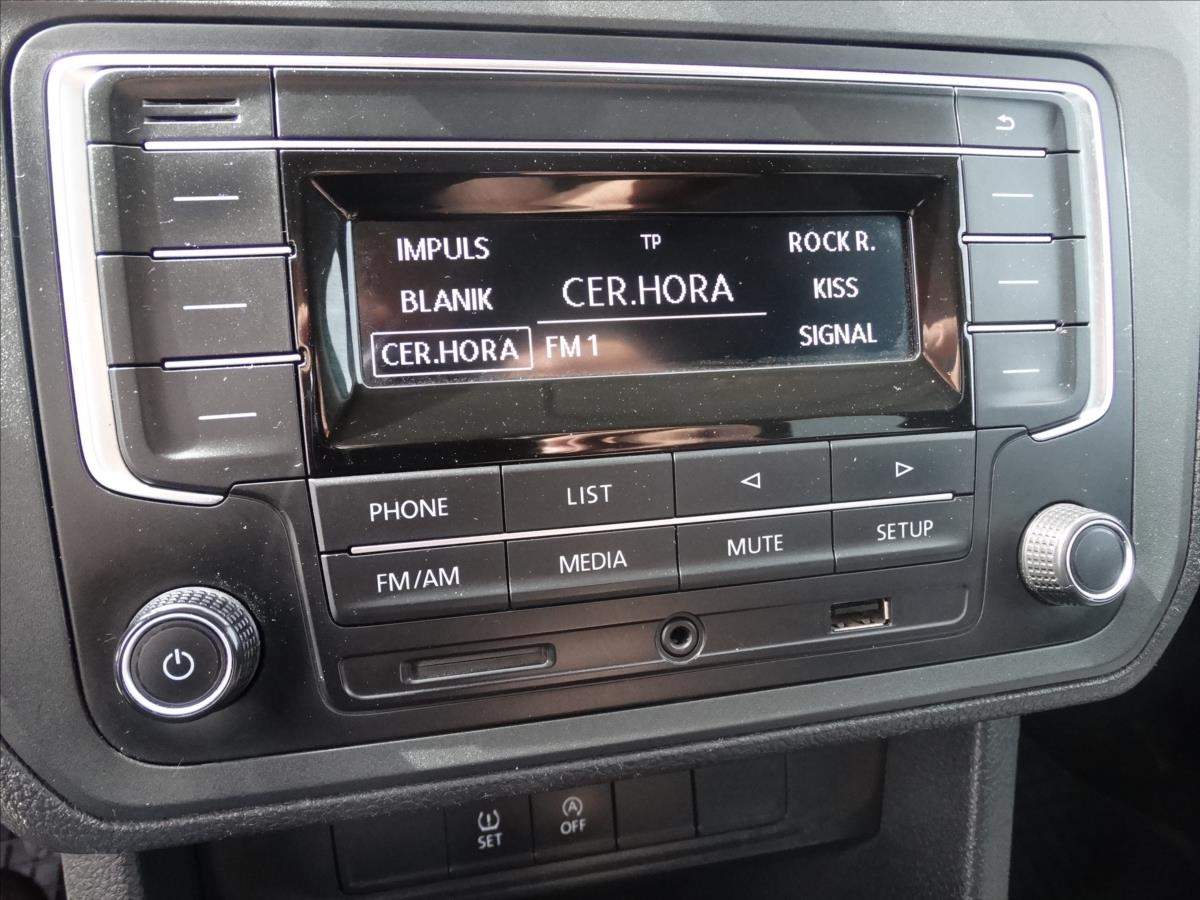 IMPULS
TP
ROCK R.
BLANIK
CER.HORA
KISS
CER.HORA
FM 1
SIGNAL
PHONE
LIST
FM/AM
MEDIA
MUTE
SETUP
SET
A
OFF